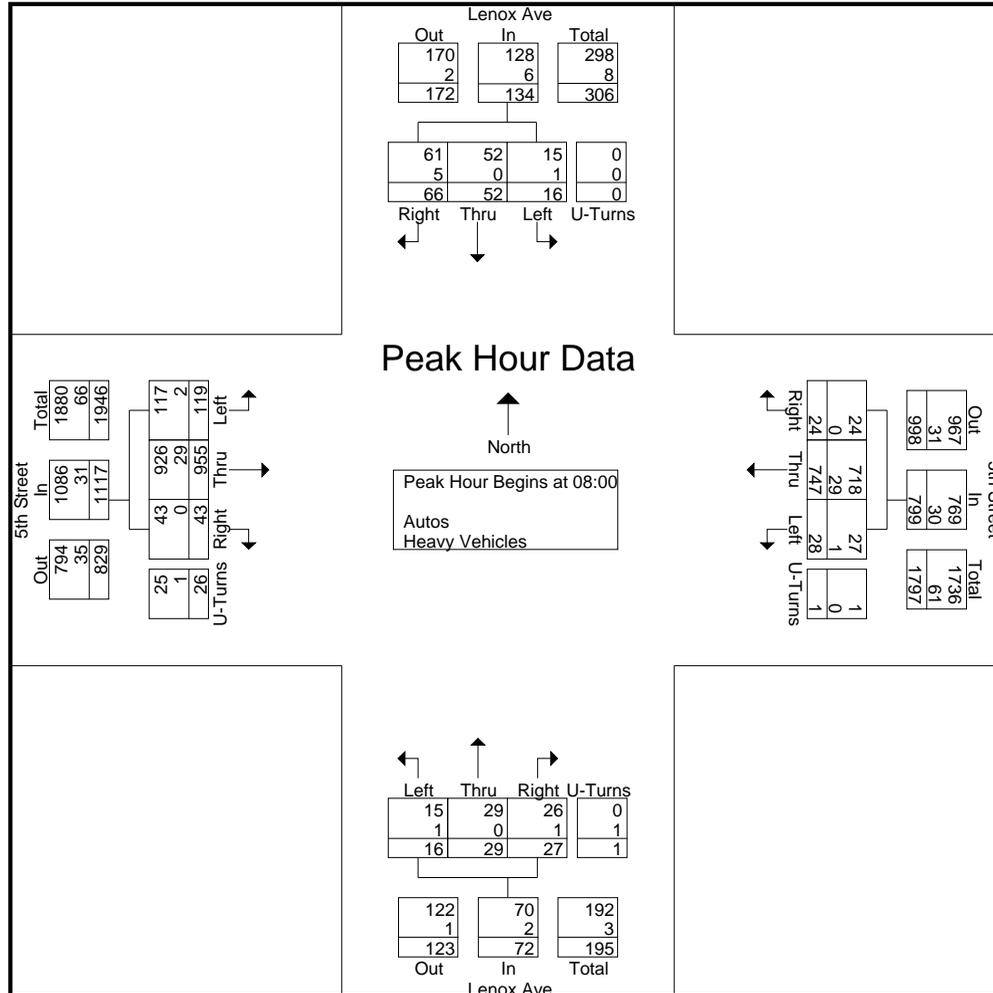 Lenox Ave
Out In Total
170 128 298
2 6 8
172 134 306
61 52 15 0
5 0 1 0
66 52 16 0
Right Thru Left U-Turns
Peak Hour Data
North
Peak Hour Begins at 08:00
Autos
Heavy Vehicles
5th Street
Total In Out
1880 1086 794
66 31 35
1946 1117 829
117 926 43 25
2 29 0 1
119 955 43 26
Left Thru Right U-Turns
Right Thru Left U-Turns
24 747 28 1
0 29 1 0
24 718 27 1
Out In Total
967 769 1736
31 30 61
998 799 1797
5th Street
Left Thru Right U-Turns
15 29 26 0
1 0 1 1
16 29 27 1
122 70 192
1 2 3
123 72 195
Out In Total
Lenox Ave